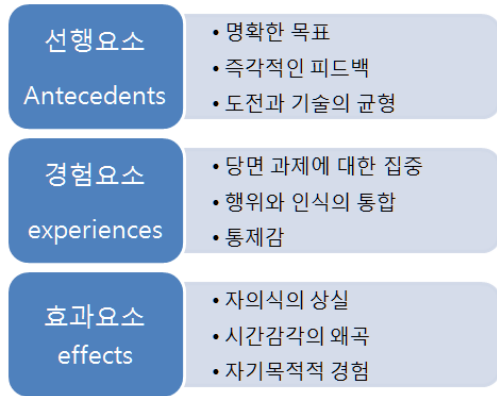 선행요소
Antecedents
• 명확한 목표
• 즉각적인 피드백
• 도전과 기술의 균형
경험요소
experiences
• 당면 과제에 대한 집중
• 행위와 인식의 통합
• 통제감
효과요소
effects
• 자의식의 상실
• 시간감각의 왜곡
• 자기목적적 경험